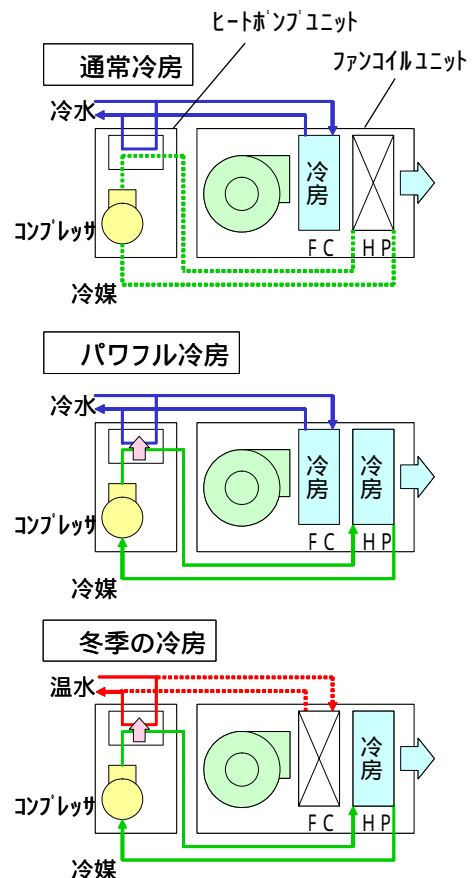 ヒートポンプユニット
通常冷房
ファンコイルユニット
冷水
冷房
コンプレッサ
FC HP
冷媒
パワフル冷房
冷水
冷房 冷房
コンプレッサ
FC HP
冷媒
冬季の冷房
温水
冷房
コンプレッサ
FC HP
冷媒